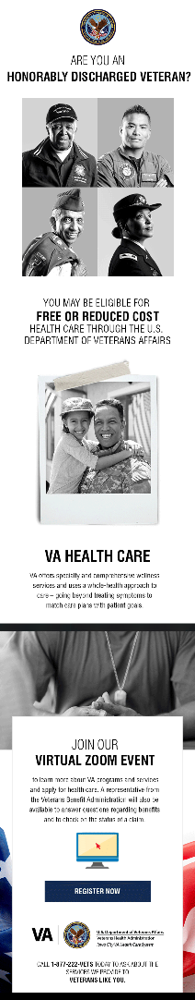 ARE YOU AN
HONORABLY DISCHARGED VETERAN?
YOU MAY BE ELIGIBLE FOR
FREE OR REDUCED COST
HEALTH CARE THROUGH THE U.S.
DEPARTMENT OF VETERANS AFFAIRS
VA HEALTH CARE
VA offers specialty and comprehensive wellness
services and uses a whole-health approach to
care – going beyond treating symptoms to
match care plans with patient goals.
JOIN OUR
VIRTUAL ZOOM EVENT
to learn more about VA programs and services
and apply for health care. A representative from
the Veterans Benefit Administration will also be
available to answer questions regarding benefits
and to check on the status of a claim.
REGISTER NOW
VA
U.S. Department of Veterans Affairs
Veterans Health Administration
Iowa City VA Health Care System
CALL 1-877-222-VETS TODAY TO ASK ABOUT THE
SERVICES WE PROVIDE TO
VETERANS LIKE YOU.